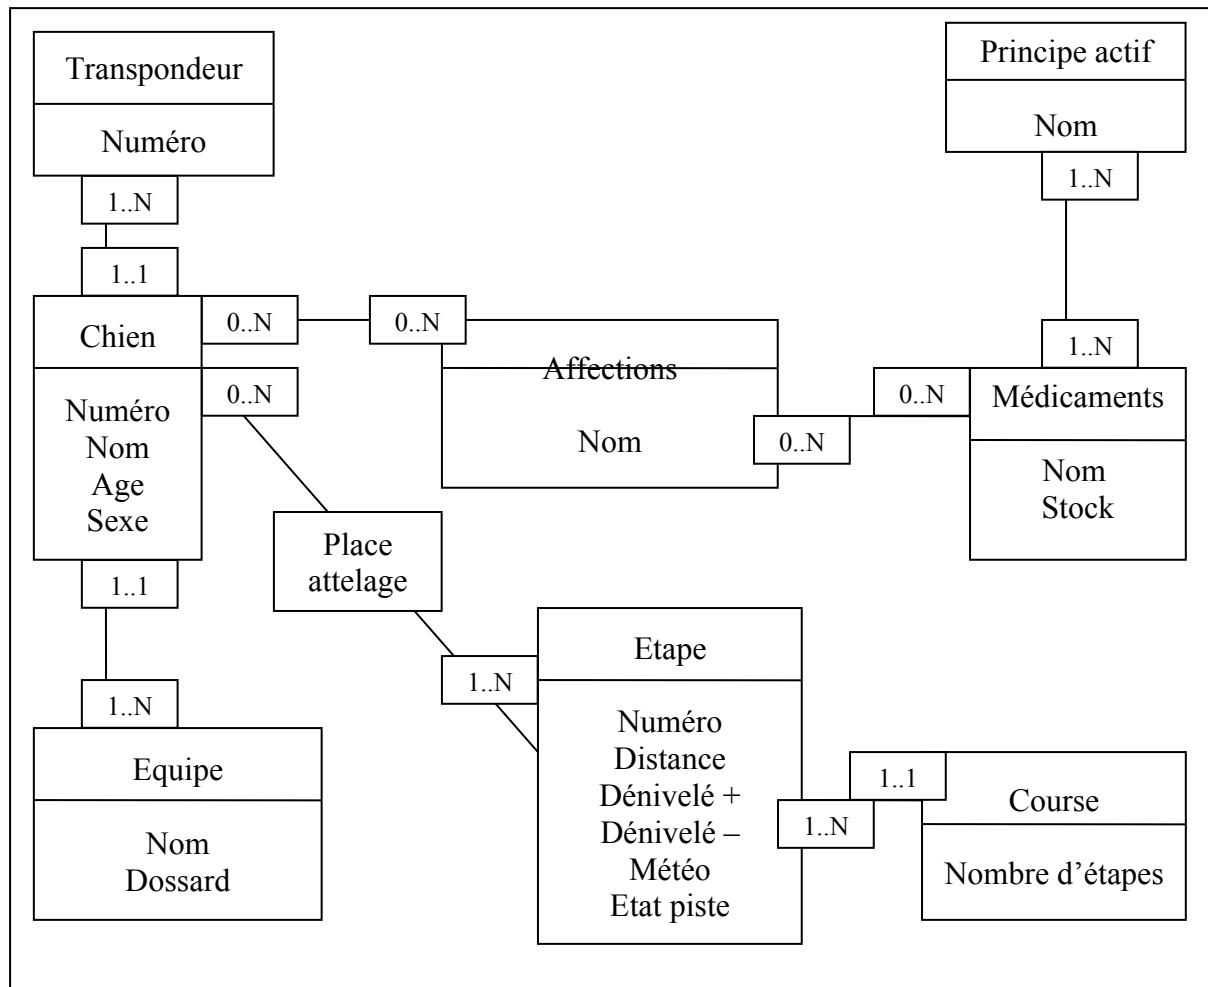 Transpondeur
Numéro
1..N
1..1
Chien
Numéro
Nom
Age
Sexe
1..1
1..N
Equipe
Nom
Dossard
0..N
0..N
Affections
Nom
0..N
0..N
Principe actif
Nom
1..N
1..N
Médicaments
Nom
Stock
0..N
Place
attelage
1..N
Etape
Numéro
Distance
Dénivelé +
Dénivelé –
Météo
Etat piste
1..N
1..1
Course
Nombre d’étapes